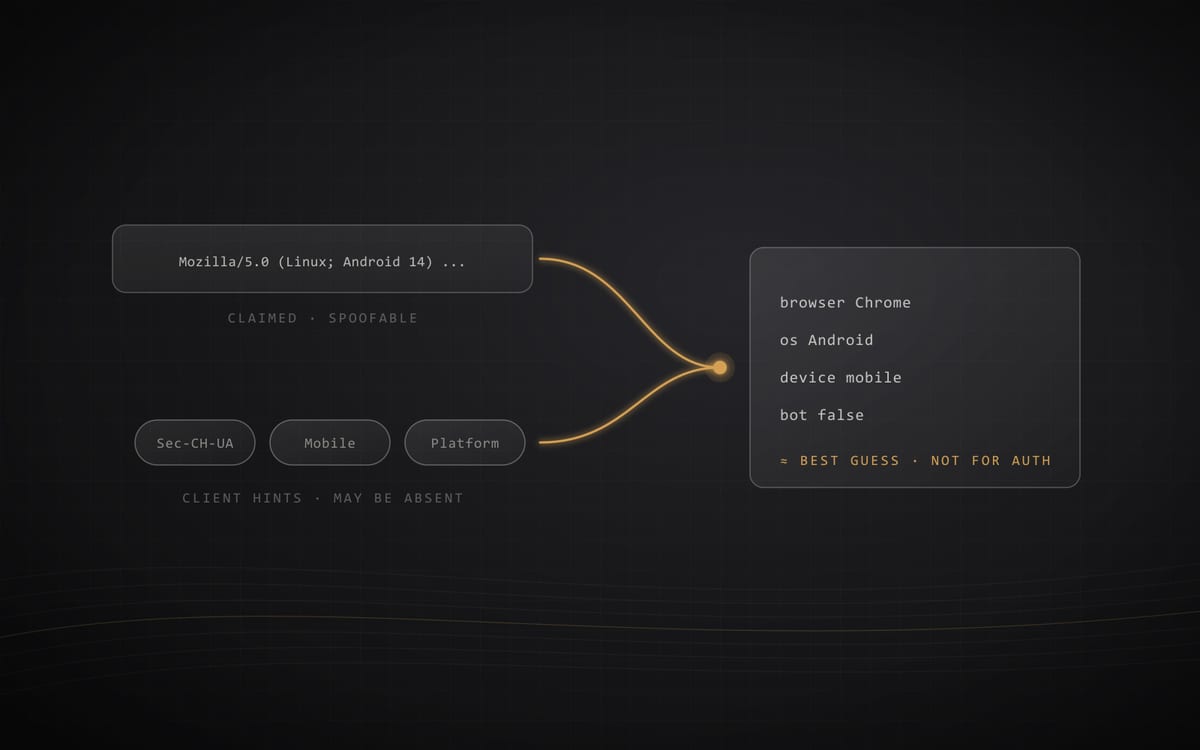 Mozilla/5.0 (Linux; Android 14) ...
CLAIMED · SPOOFABLE
Sec-CH-UA
Mobile
Platform
CLIENT HINTS · MAY BE ABSENT
browser Chrome
os Android
device mobile
bot false
≈ BEST GUESS · NOT FOR AUTH